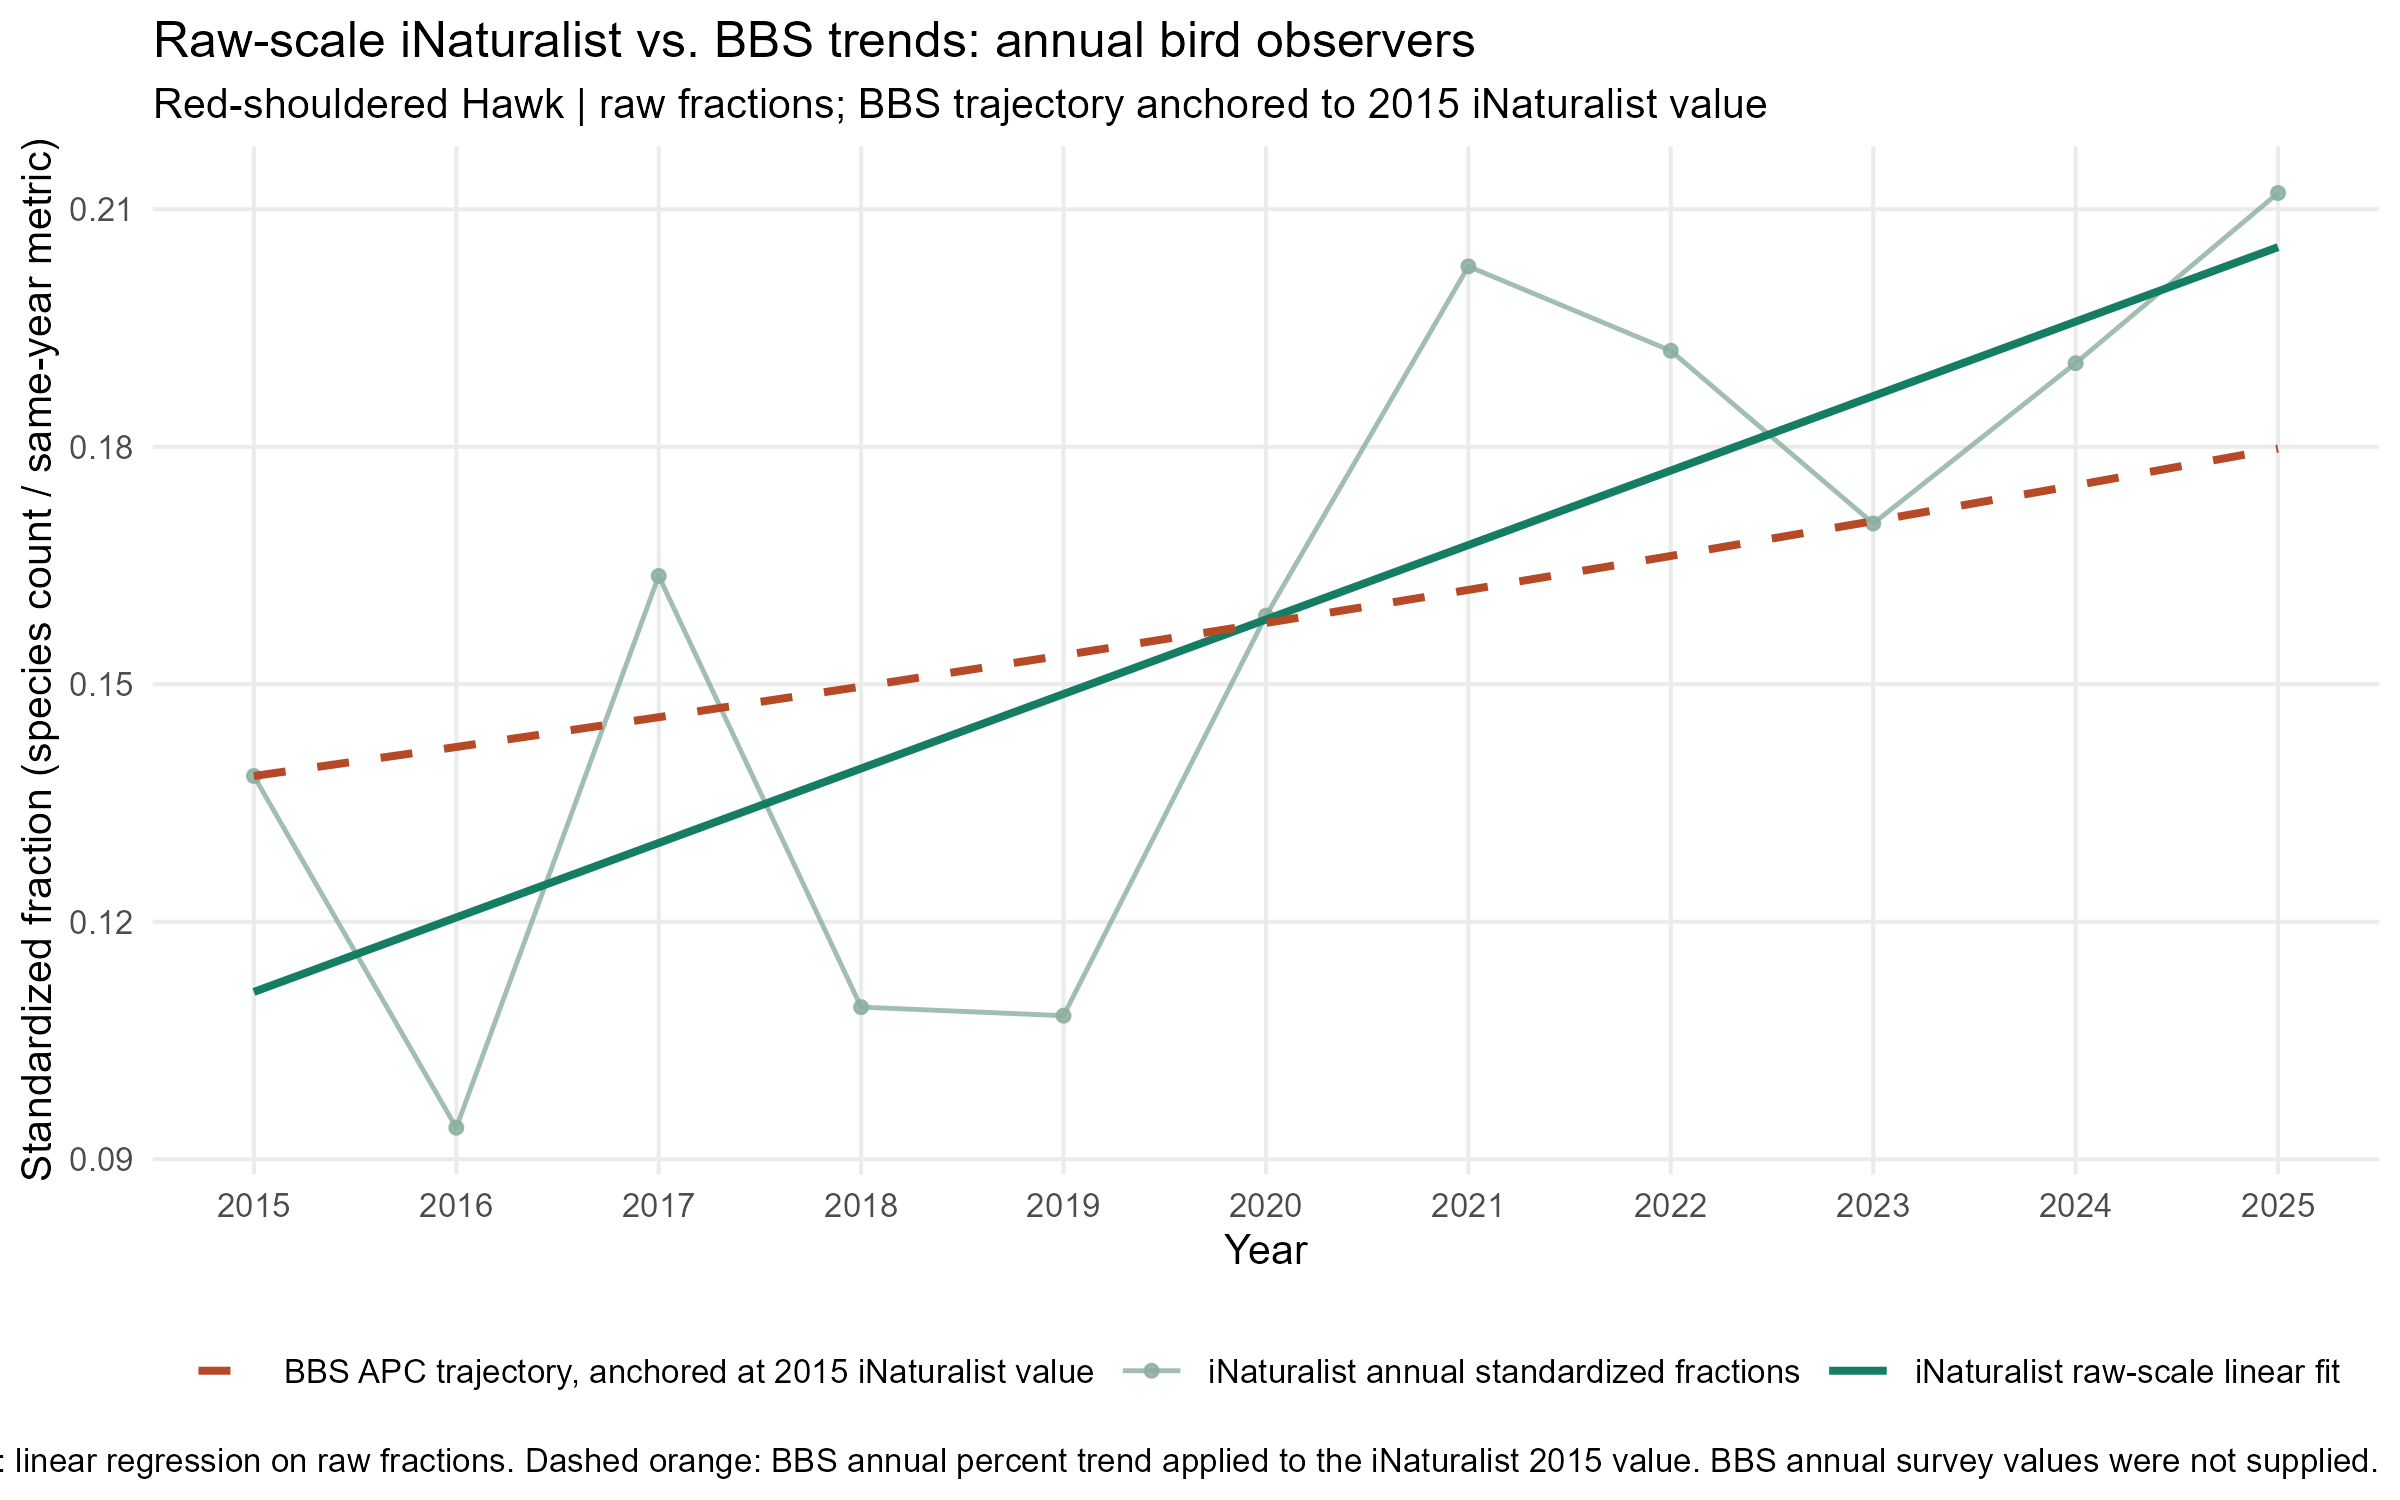 Raw-scale iNaturalist vs. BBS trends: annual bird observers
Red-shouldered Hawk | raw fractions; BBS trajectory anchored to 2015 iNaturalist value
Standardized fraction (species count / same-year metric)
0.21
0.18
0.15
0.12
0.09
2015 2016 2017 2018 2019 2020 2021 2022 2023 2024 2025
Year
BBS APC trajectory, anchored at 2015 iNaturalist value iNaturalist annual standardized fractions iNaturalist raw-scale linear fit
: linear regression on raw fractions. Dashed orange: BBS annual percent trend applied to the iNaturalist 2015 value. BBS annual survey values were not supplied.